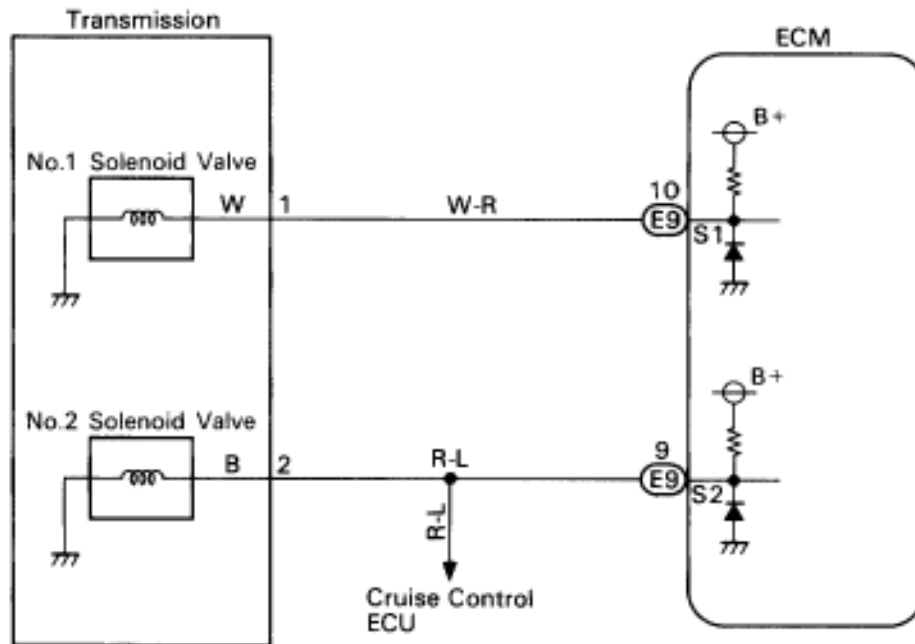 Transmission
ECM
B+
No.1 Solenoid Valve
W
1
W-R
10
E9
S1
B+
No.2 Solenoid Valve
B
2
R-L
9
E9
S2
R-L
Cruise Control
ECU